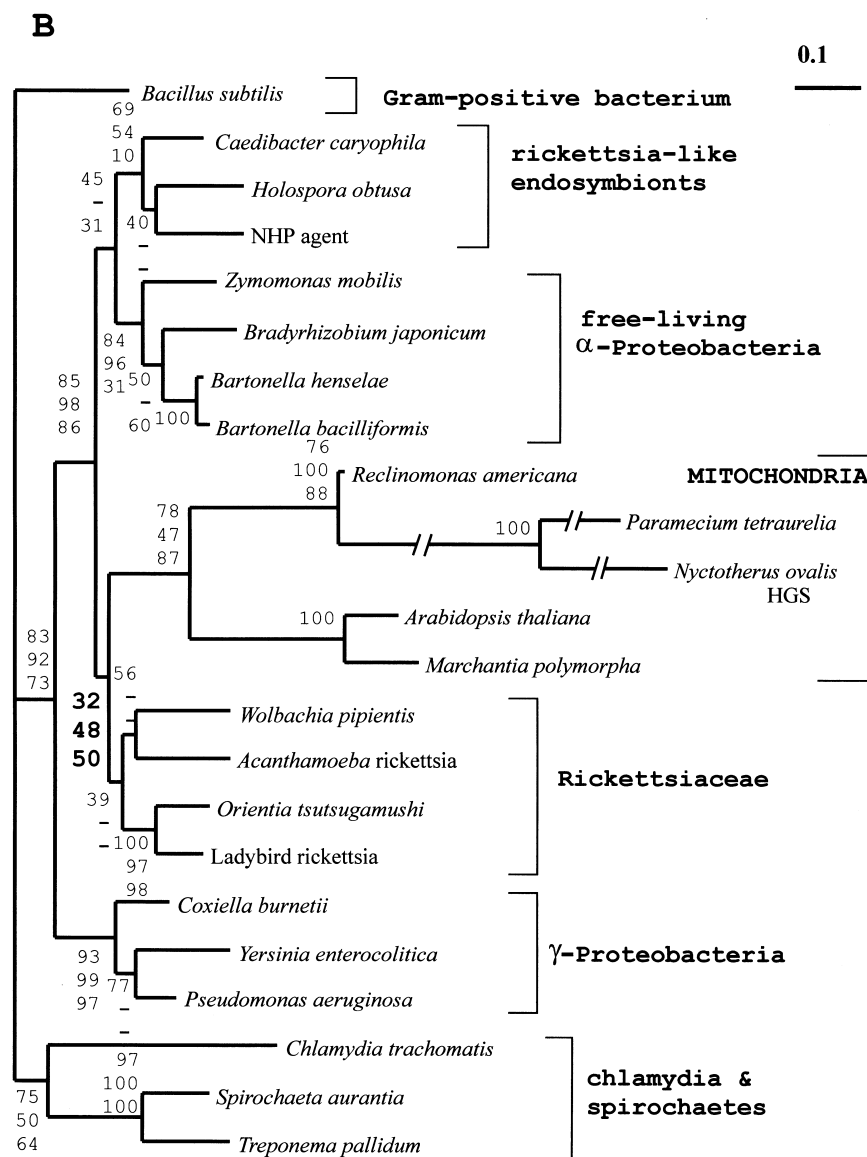 B
0.1
Bacillus subtilis
Gram-positive bacterium
69
54
10
Caedibacter caryophila
rickettsia-like
endosymbionts
45
–
31
Holospora obtusa
40
–
–
NHP agent
Zymomonas mobilis
free-living
α-Proteobacteria
Bradyrhizobium japonicum
84
96
31
50
–
60
Bartonella henselae
100
Bartonella bacilliformis
85
98
86
76
100
88
Reclinomonas americana
MITOCHONDRIA
78
47
87
100
Paramecium tetraurelia
Nyctotherus ovalis
HGS
100
Arabidopsis thaliana
Marchantia polymorpha
83
92
73
56
–
–
32
48
50
Wolbachia pipientis
Acanthamoeba rickettsia
Rickettsiaceae
39
–
–
Orientia tsutsugamushi
100
97
98
Ladybird rickettsia
Coxiella burnetii
γ-Proteobacteria
93
99
97
Yersinia enterocolitica
77
–
–
Pseudomonas aeruginosa
Chlamydia trachomatis
97
100
100
chlamydia &
spirochaetes
75
50
64
Spirochaeta aurantia
Treponema pallidum